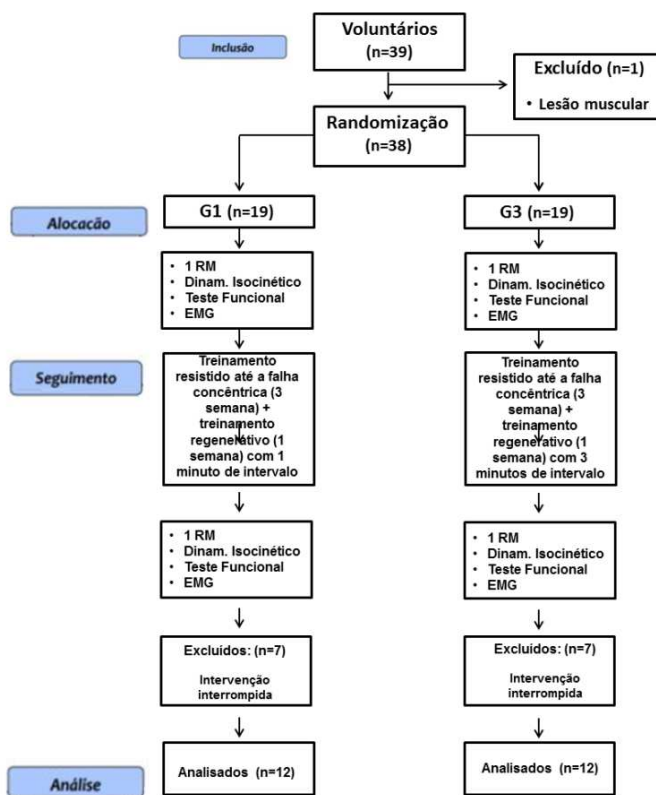 Inclusão
Voluntários
(n=39)
Excluído (n=1)
• Lesão muscular
Randomização
(n=38)
Alocacão
G1 (n=19)
G3 (n=19)
• 1 RM
• Dinam. Isocinético
• Teste Funcional
• EMG
• 1 RM
• Dinam. Isocinético
• Teste Funcional
• EMG
Seguimento
Treinamento
resistido até a falha
concêntrica (3
semana) +
treinamento
regenerativo (1
semana) com 1
minuto de intervalo
Treinamento
resistido até a falha
concêntrica (3
semana) +
treinamento
regenerativo (1
semana) com 3
minutos de intervalo
• 1 RM
• Dinam. Isocinético
• Teste Funcional
• EMG
• 1 RM
• Dinam. Isocinético
• Teste Funcional
• EMG
Excluídos: (n=7)
Intervenção
interrompida
Excluídos: (n=7)
Intervenção
interrompida
Análise
Analisados (n=12)
Analisados (n=12)